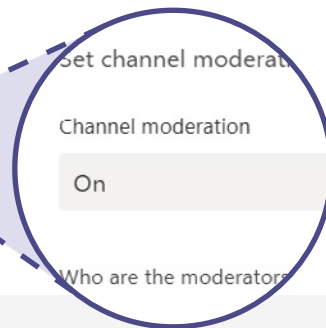 Set channel moderati
Channel moderation
On
Who are the moderators